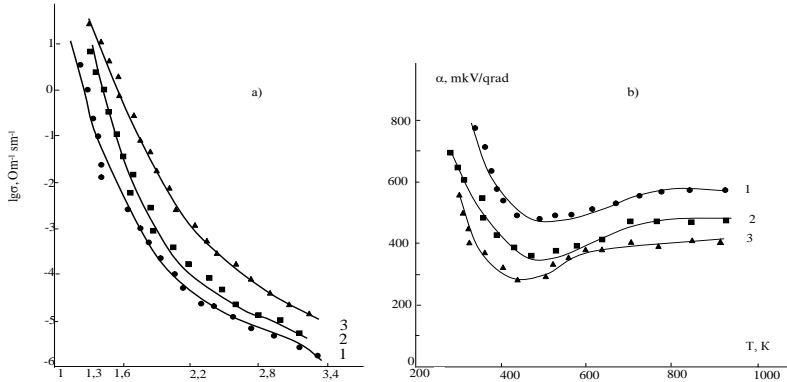 α, mkV/qrad
a)
b)
lgσ, Om⁻¹ sm⁻¹
1
0
-1
-2
-3
-4
-5
-6
1 1,3 1,6 2,2 2,8 3,4
3
2
1
800
600
400
200
0
200 400 600 800 1000
1
2
3
T, K